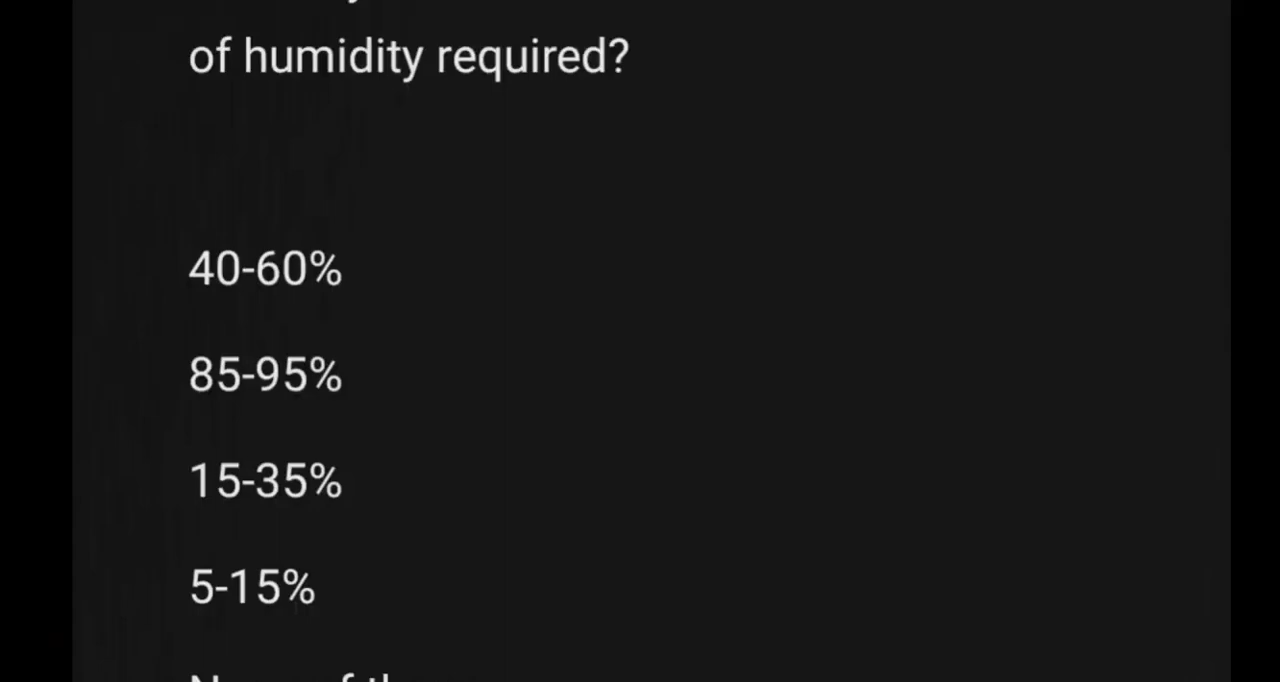 of humidity required?
40-60%
85-95%
15-35%
5-15%